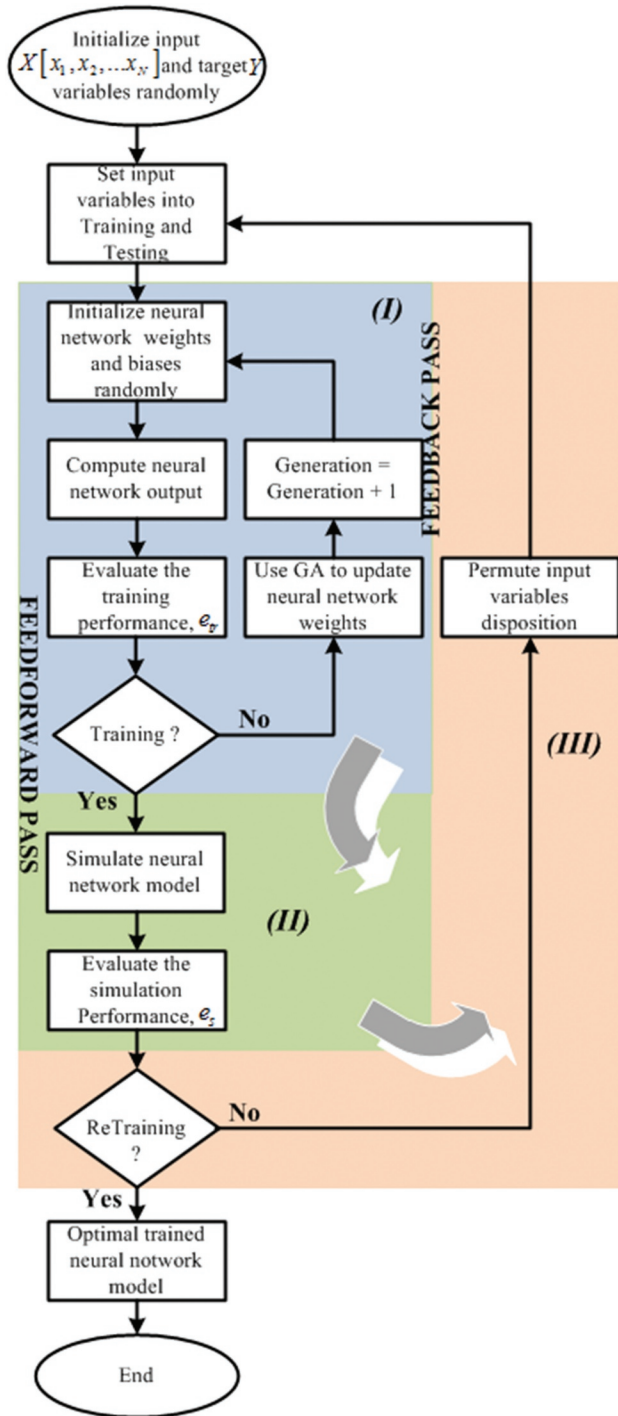 Initialize input
X[x₁, x₂, ...x_N] and target Y
variables randomly
Set input
variables into
Training and
Testing
(I)
Initialize neural
network weights
and biases
randomly
FEEDBACK PASS
Compute neural
network output
Generation =
Generation + 1
Evaluate the
training
performance, e_tr
Use GA to update
neural network
weights
Permute input
variables
disposition
FEEDFORWARD PASS
Training ?
No
(III)
Yes
Simulate neural
network model
(II)
Evaluate the
simulation
Performance, e_s
ReTraining
?
No
Yes
Optimal trained
neural notwork
model
End